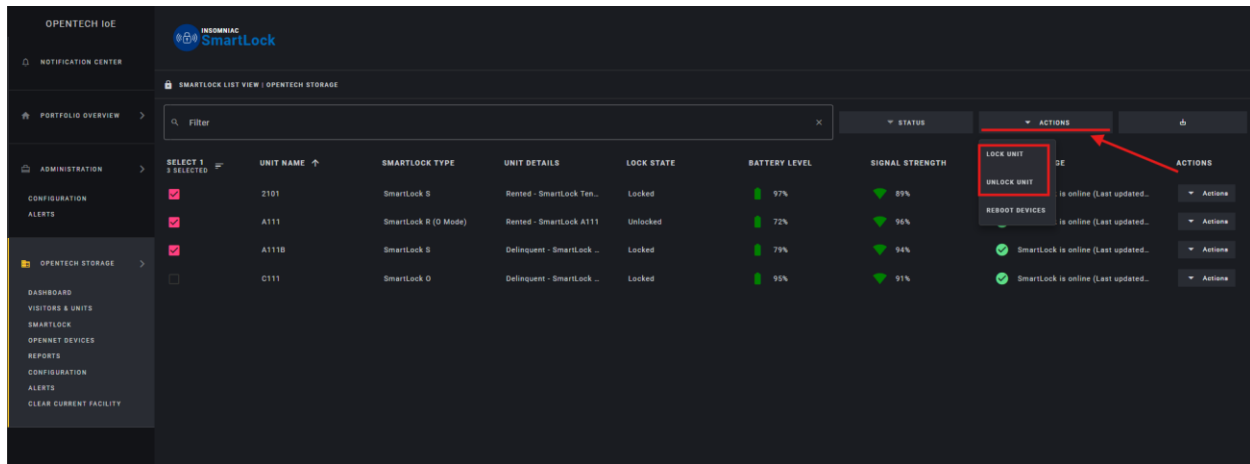 OPENTECH IoE
NOTIFICATION CENTER
PORTFOLIO OVERVIEW
ADMINISTRATION
CONFIGURATION
ALERTS
OPENTECH STORAGE
DASHBOARD
VISITORS & UNITS
SMARTLOCK
OPENNET DEVICES
REPORTS
CONFIGURATION
ALERTS
CLEAR CURRENT FACILITY
INSOMNIAC
SmartLock
SMARTLOCK LIST VIEW | OPENTECH STORAGE
Filter STATUS ACTIONS
LOCK UNIT
UNLOCK UNIT
REBOOT DEVICES
SELECT 1 UNIT NAME SMARTLOCK TYPE UNIT DETAILS LOCK STATE BATTERY LEVEL SIGNAL STRENGTH GE ACTIONS
3 SELECTED
2101 SmartLock S Rented - SmartLock Ten... Locked 97% 89% is online (Last updated... Actions
A111 SmartLock R (O Mode) Rented - SmartLock A111 Unlocked 72% 96% is online (Last updated... Actions
A111B SmartLock S Delinquent - SmartLock ... Locked 79% 94% SmartLock is online (Last updated... Actions
C111 SmartLock O Delinquent - SmartLock ... Locked 95% 91% SmartLock is online (Last updated... Actions